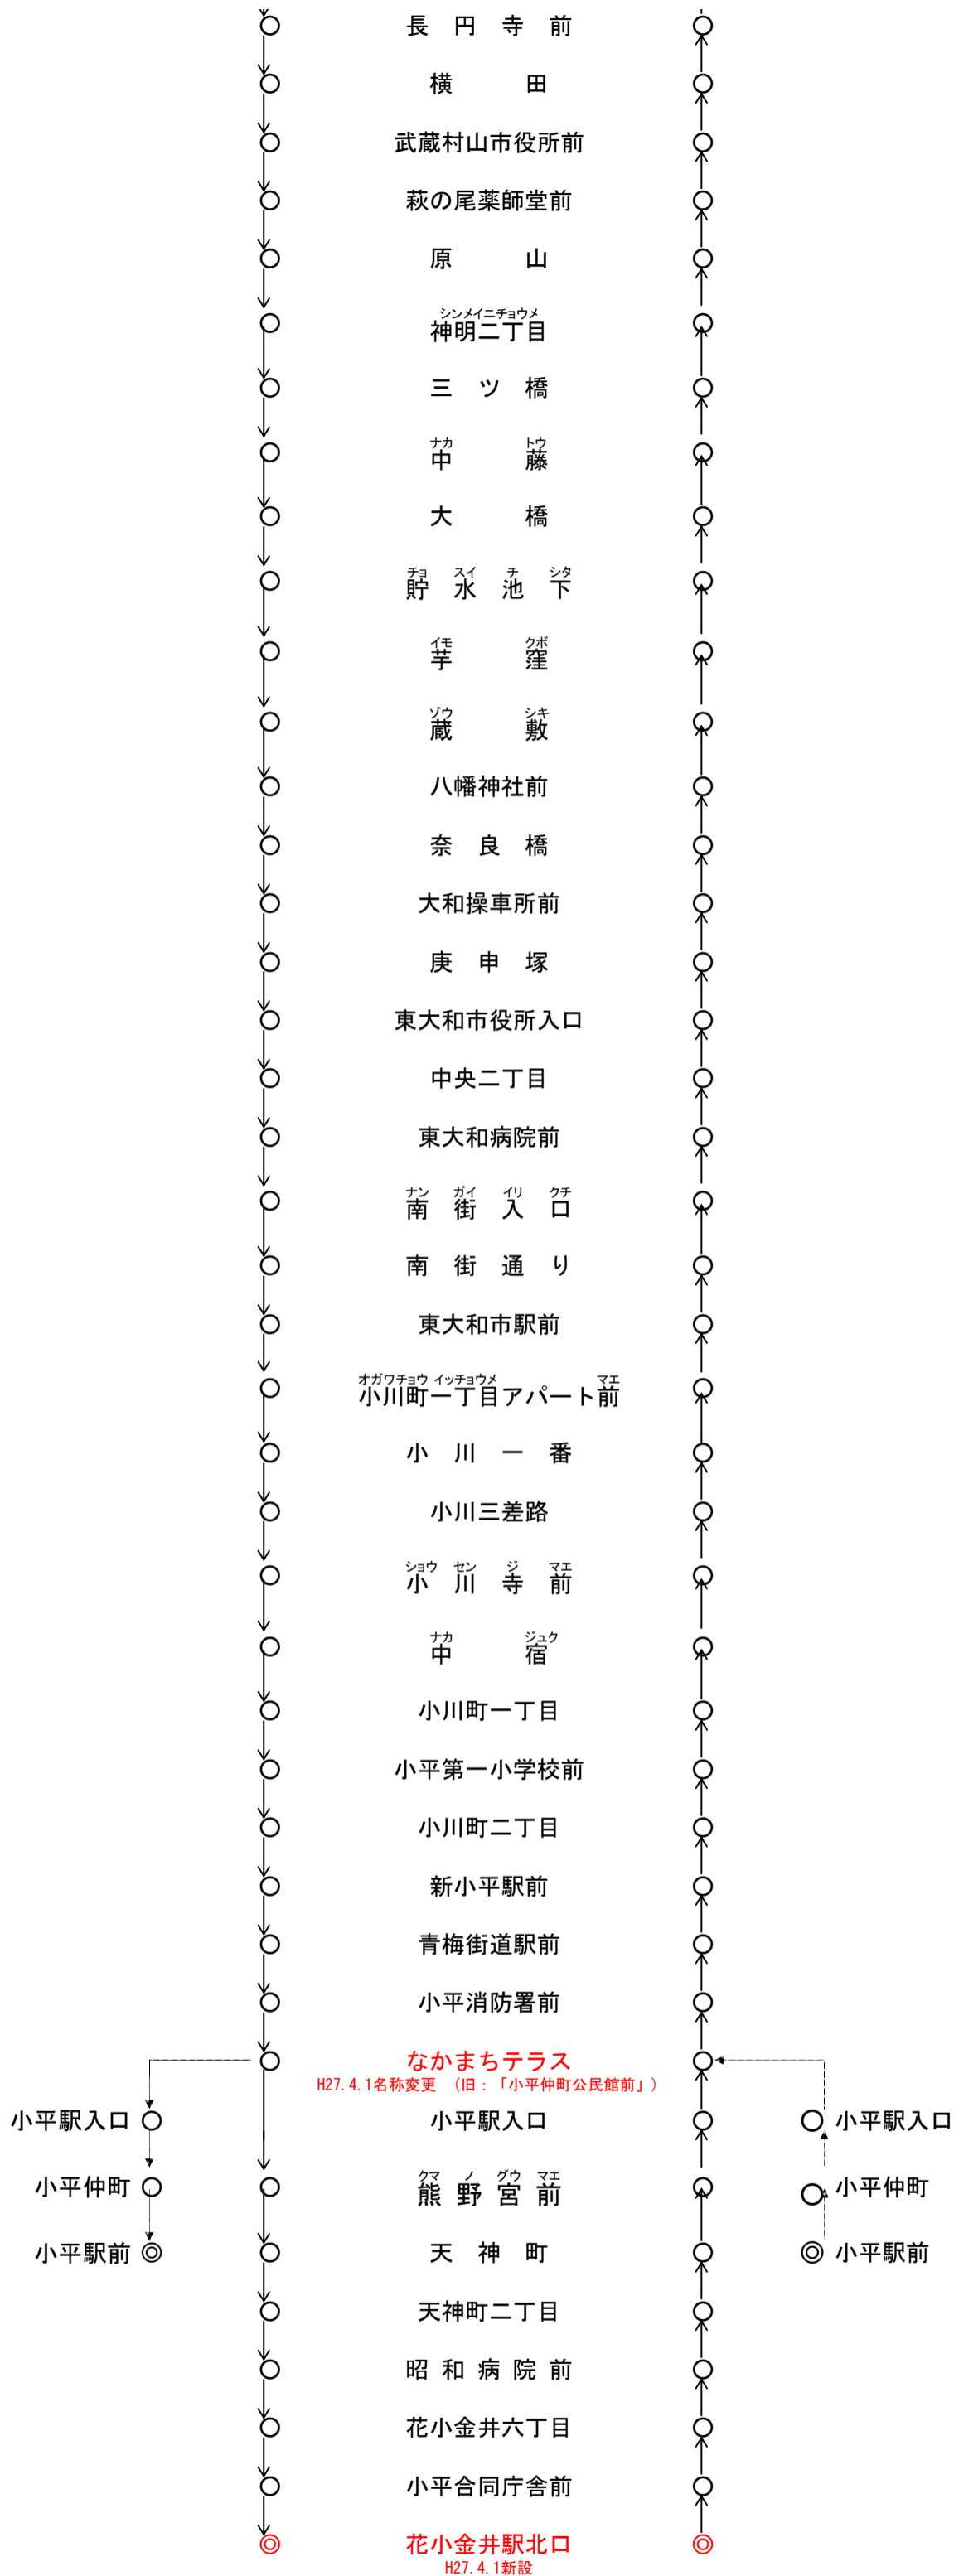 長円寺前
横田
武蔵村山市役所前
萩の尾薬師堂前
原山
シンメイニチョウメ
神明二丁目
三ツ橋
ナカ トウ
中藤
大橋
チョ スイ チ シタ
貯水池下
イモ クボ
芋窪
ゾウ シキ
蔵敷
八幡神社前
奈良橋
大和操車所前
庚申塚
東大和市役所入口
中央二丁目
東大和病院前
ナン ガイ イリ クチ
南街入口
南街通り
東大和市駅前
オガワチョウ イッチョウメ マエ
小川町一丁目アパート前
小川一番
小川三差路
ショウ セン ジ マエ
小川寺前
ナカ ジュク
中宿
小川町一丁目
小平第一小学校前
小川町二丁目
新小平駅前
青梅街道駅前
小平消防署前
なかまちテラス
H27.4.1名称変更 （旧：「小平仲町公民館前」）
小平駅入口 小平駅入口 小平駅入口
クマ ノ グウ マエ
小平仲町 熊野宮前 小平仲町
小平駅前 天神町 小平駅前
天神町二丁目
昭和病院前
花小金井六丁目
小平合同庁舎前
花小金井駅北口
H27.4.1新設